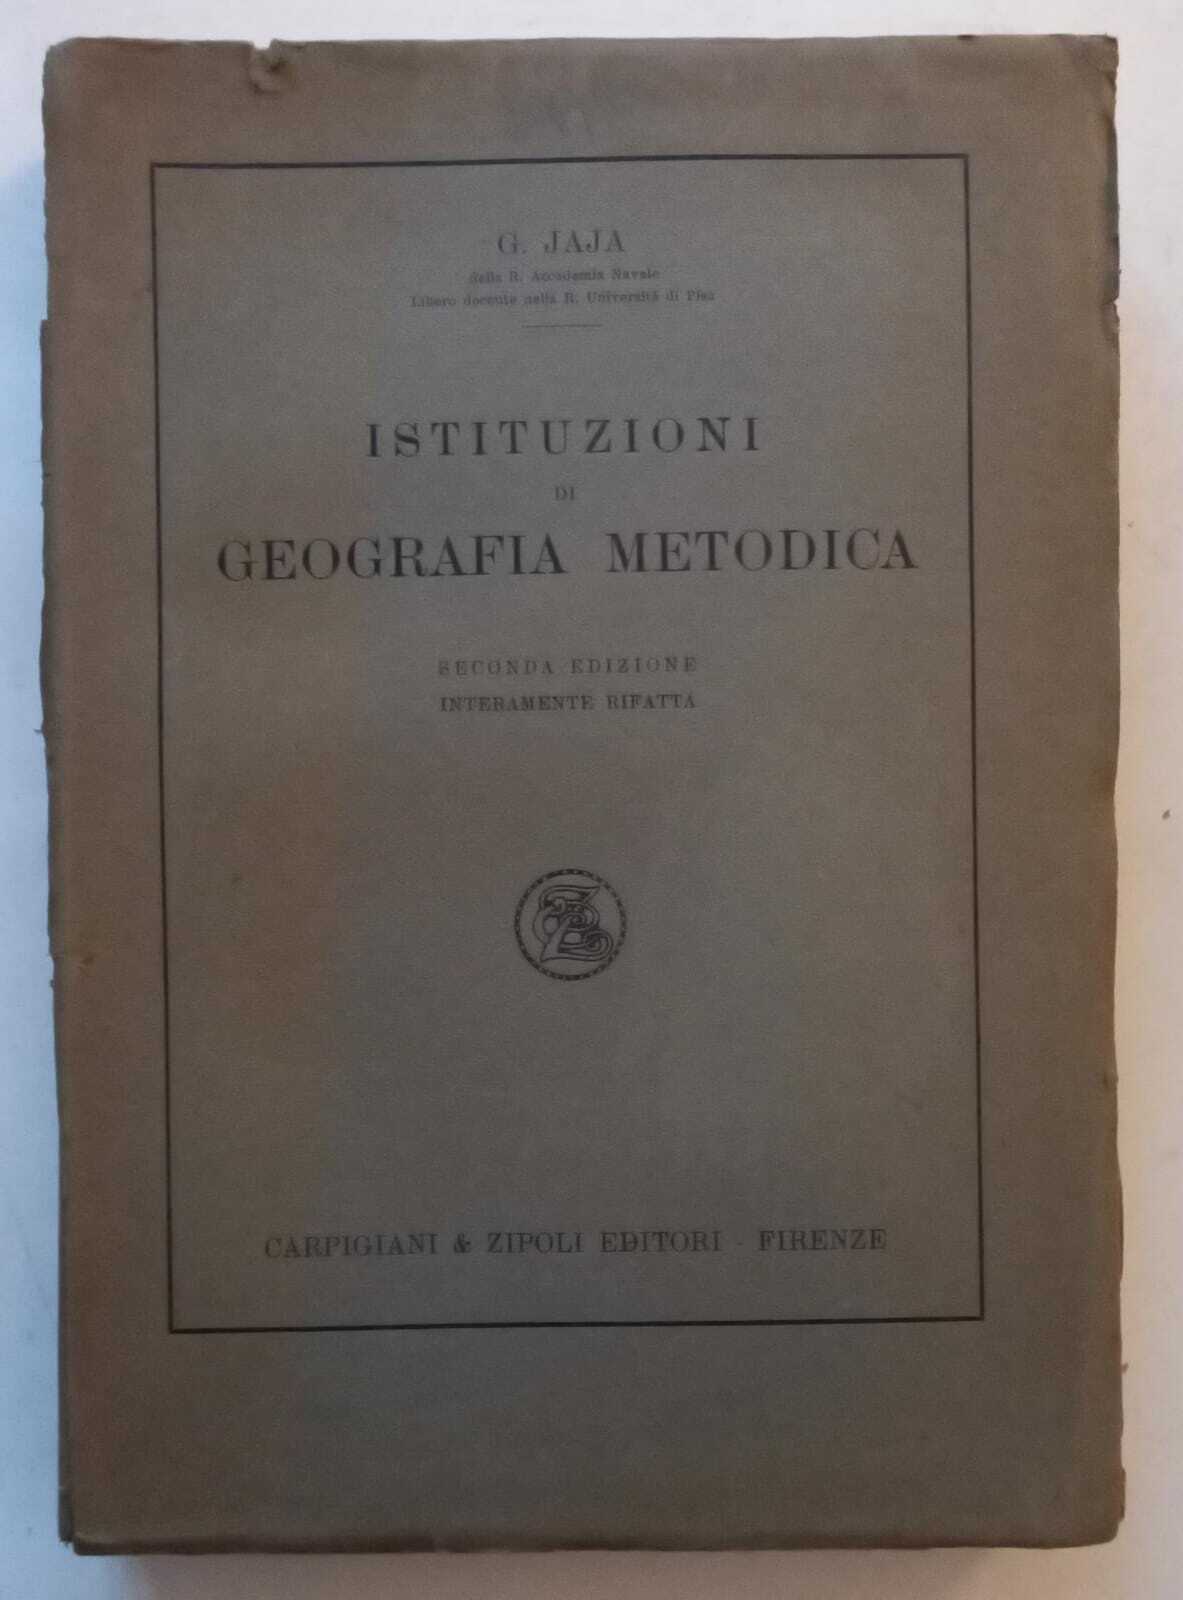 G. JAJA
della R. Accademia Navale
Libero docente nella R. Università di Pisa
ISTITUZIONI
DI
GEOGRAFIA METODICA
SECONDA EDIZIONE
INTERAMENTE RIFATTA
CARPIGIANI & ZIPOLI EDITORI - FIRENZE